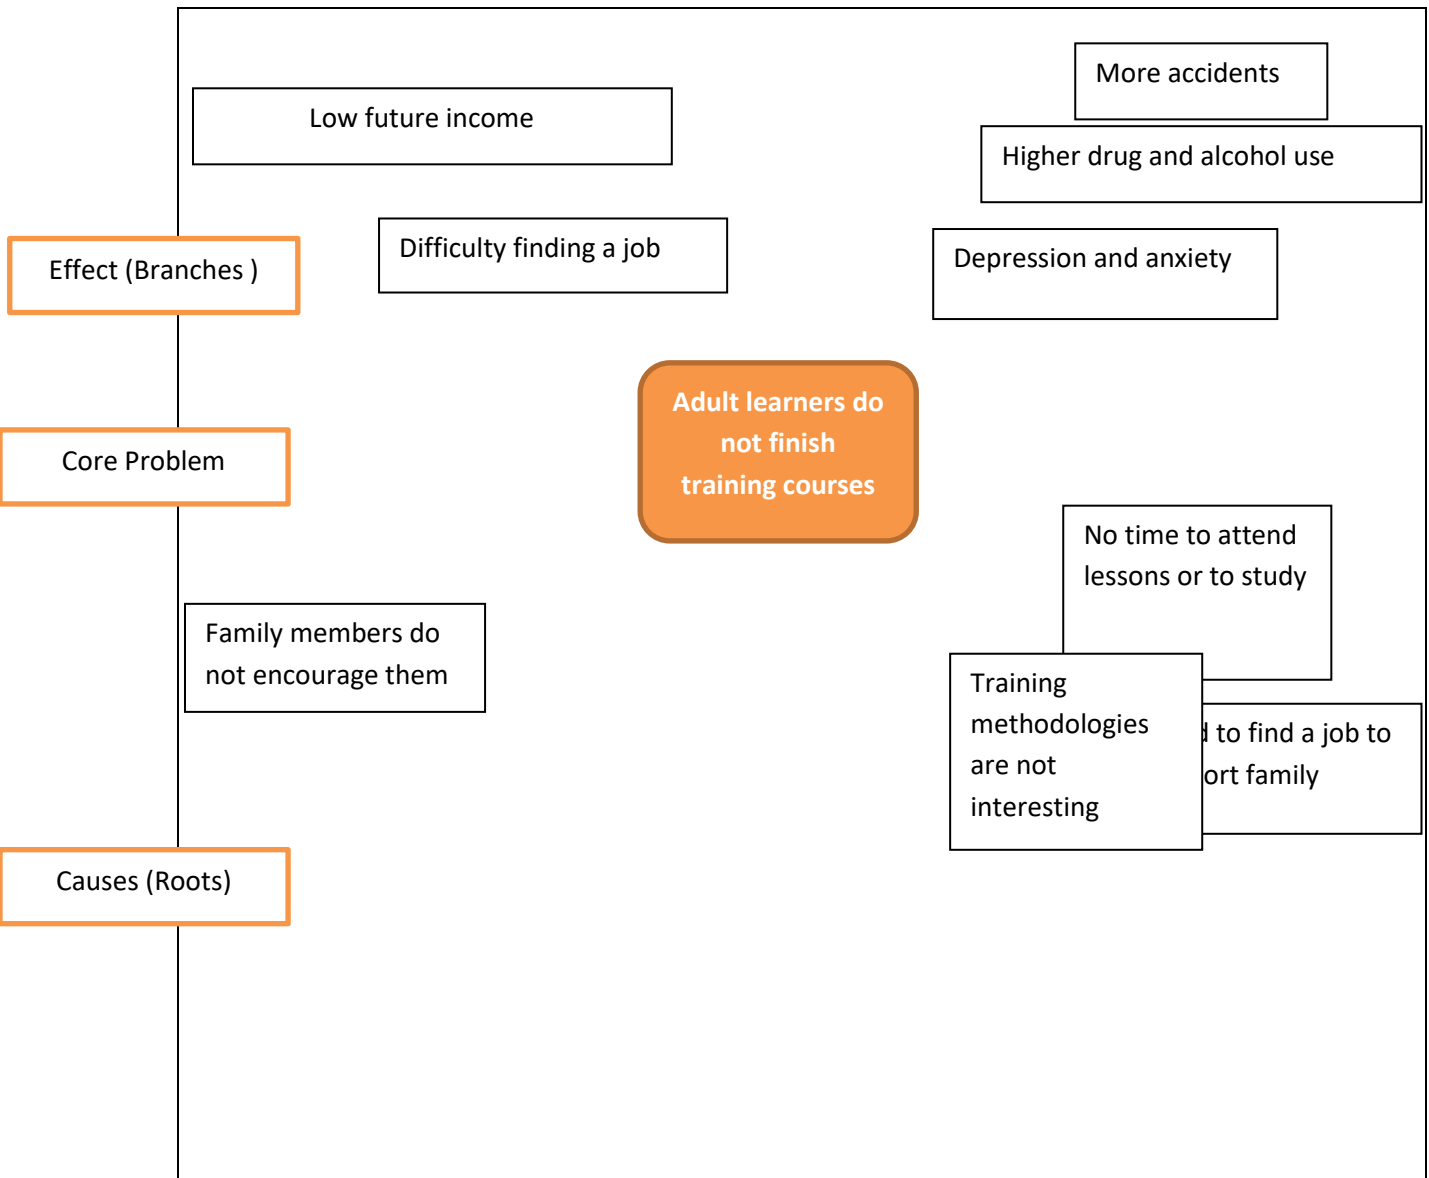 More accidents
Low future income
Higher drug and alcohol use
Difficulty finding a job
Depression and anxiety
Effect (Branches )
Adult learners do
not finish
training courses
Core Problem
No time to attend
lessons or to study
Family members do
not encourage them
Training
methodologies
are not
interesting
to find a job to
family
Causes (Roots)